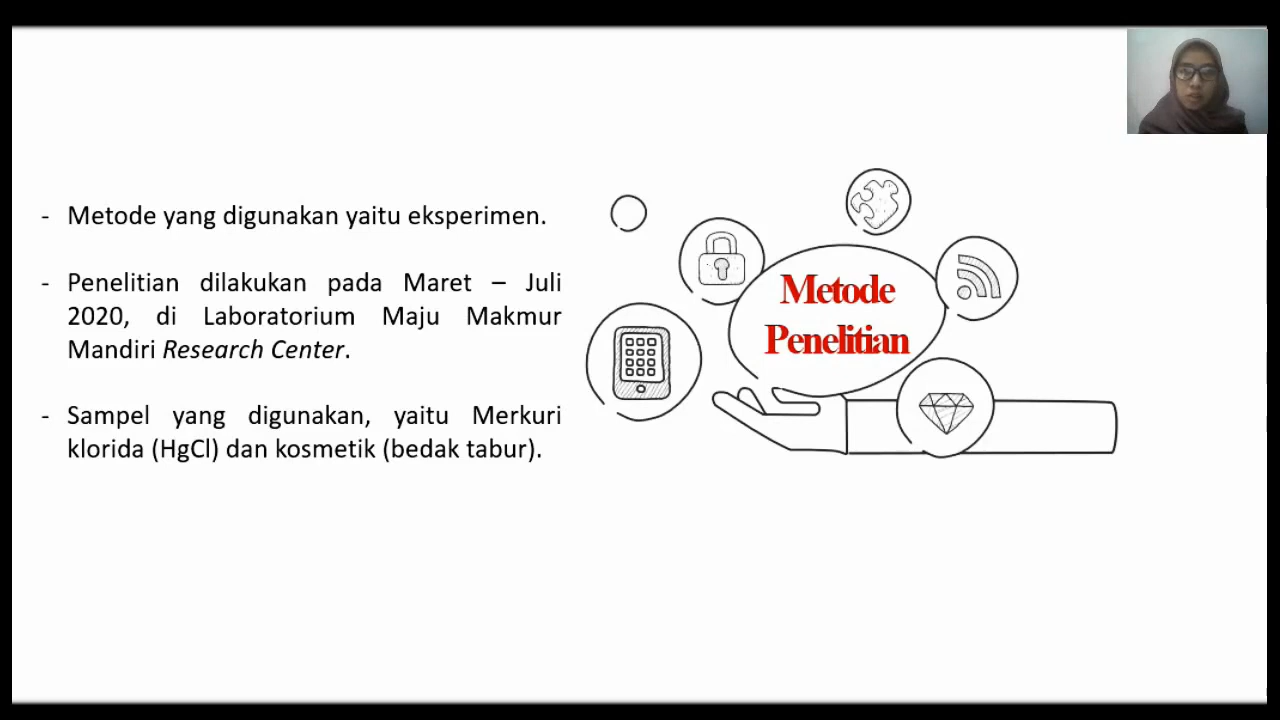 - Metode yang digunakan yaitu eksperimen.
- Penelitian dilakukan pada Maret – Juli
2020, di Laboratorium Maju Makmur
Mandiri Research Center.
- Sampel yang digunakan, yaitu Merkuri
klorida (HgCl) dan kosmetik (bedak tabur).
Metode
Penelitian